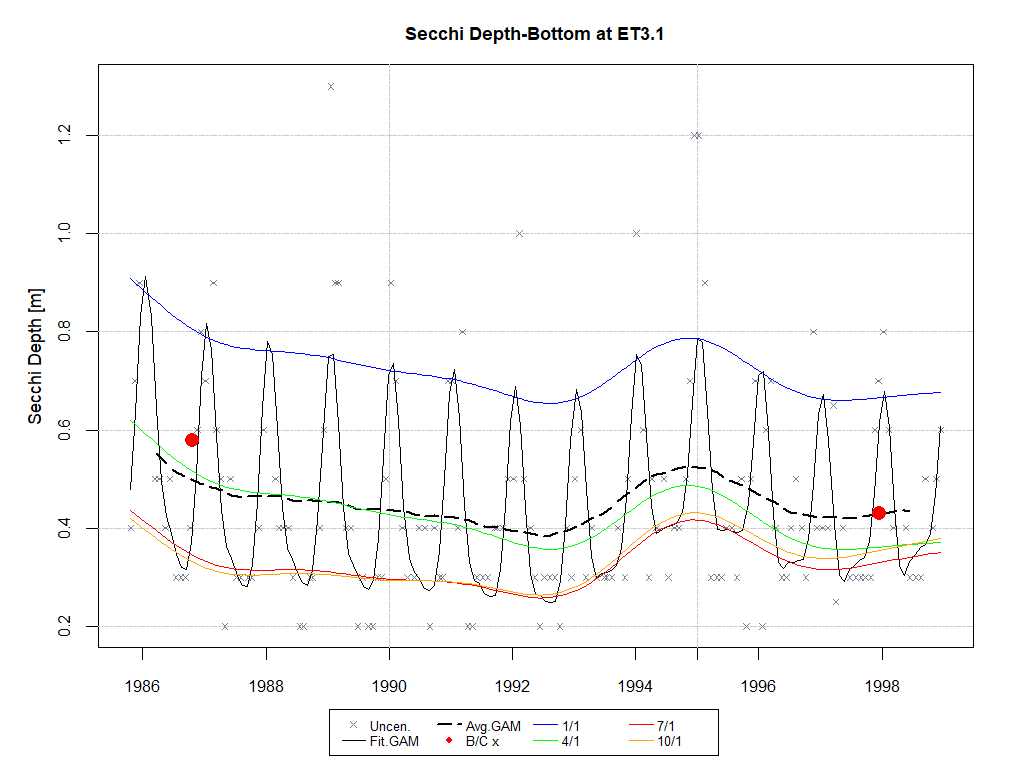 Secchi Depth-Bottom at ET3.1
Secchi Depth [m]
1.2
1.0
0.8
0.6
0.4
0.2
1986 1988 1990 1992 1994 1996 1998
Uncen. Avg.GAM 1/1 7/1
Fit.GAM B/C x 4/1 10/1